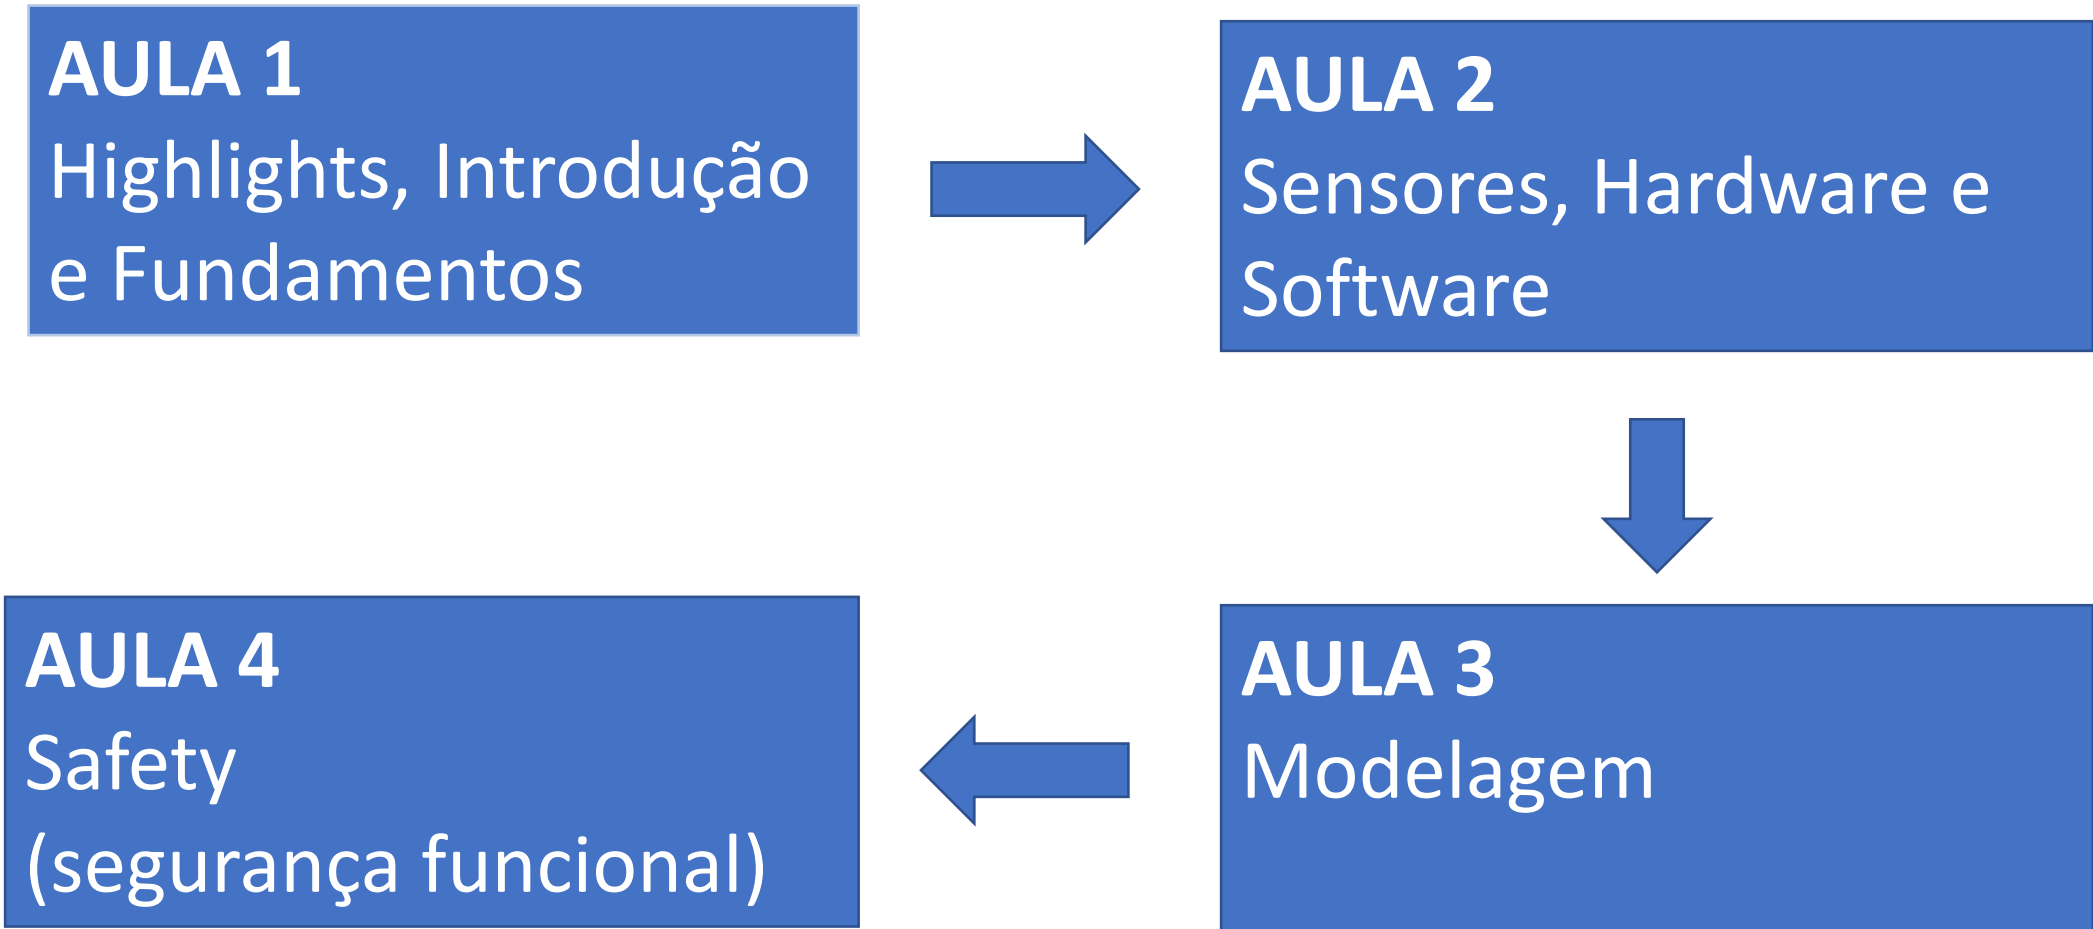 AULA 1
Highlights, Introdução
e Fundamentos
AULA 2
Sensores, Hardware e
Software
AULA 3
Modelagem
AULA 4
Safety
(segurança funcional)